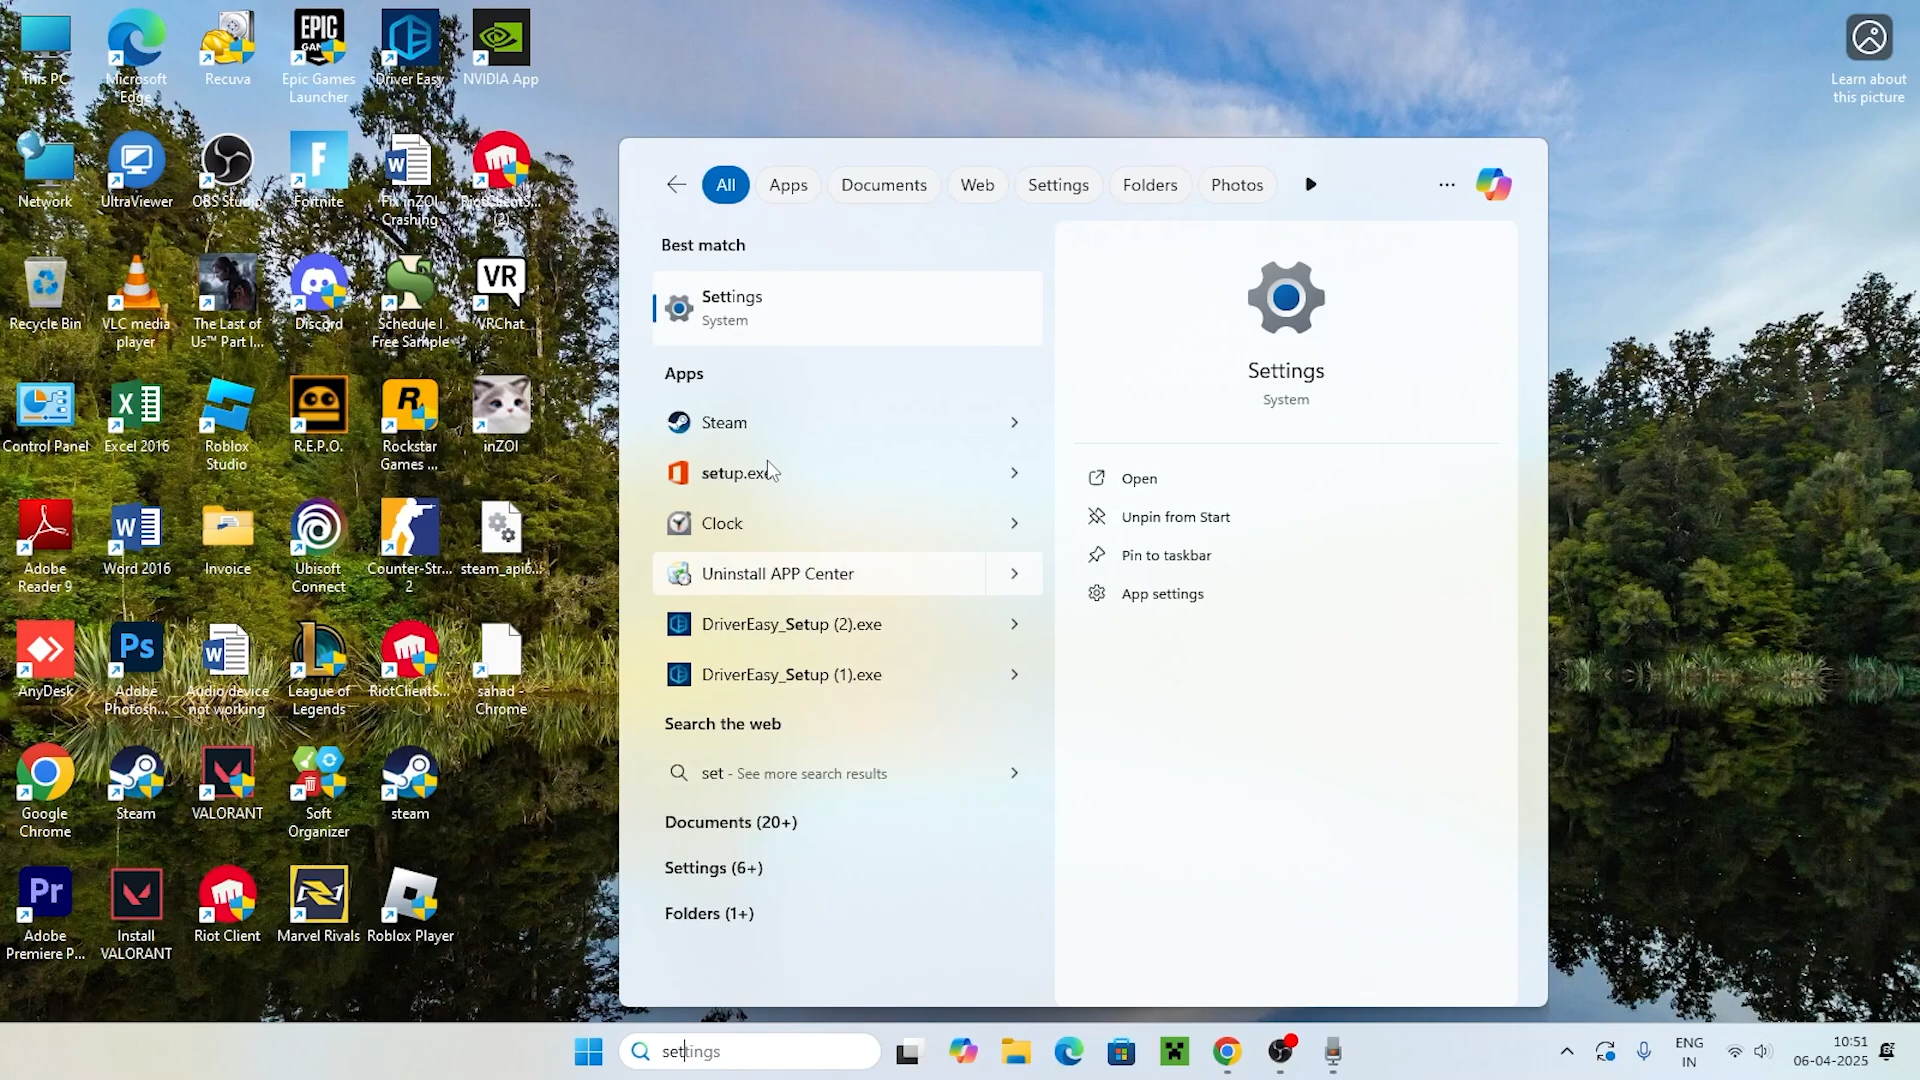 This PC
Microsoft
Edge
Recuva
EPIC
GAMES
Epic Games
Launcher
Driver Easy
NVIDIA App
Learn about
this picture
Network
UltraViewer
OBS Studio
Fortnite
Fix inZOI
Crashing
RiotClientS...
(2)
Recycle Bin
VLC media
player
The Last of
Us™ Part I...
Discord
Schedule I
Free Sample
VR
VRChat
Control Panel
Excel 2016
Roblox
Studio
R.E.P.O.
Rockstar
Games ...
inZOI
Adobe
Reader 9
Word 2016
Invoice
Ubisoft
Connect
Counter-Str...
2
steam_api6...
AnyDesk
Ps
Adobe
Photosh...
Audio device
not working
League of
Legends
RiotClientS...
sahad -
Chrome
Google
Chrome
Steam
VALORANT
Soft
Organizer
steam
Pr
Adobe
Premiere P...
Install
VALORANT
Riot Client
Marvel Rivals
Roblox Player
All
Apps
Documents
Web
Settings
Folders
Photos
Best match
Settings
System
Apps
Steam
setup.exe
Clock
Uninstall APP Center
DriverEasy_Setup (2).exe
DriverEasy_Setup (1).exe
Search the web
set - See more search results
Documents (20+)
Settings (6+)
Folders (1+)
Settings
System
Open
Unpin from Start
Pin to taskbar
App settings
settings
ENG
IN
10:51
06-04-2025